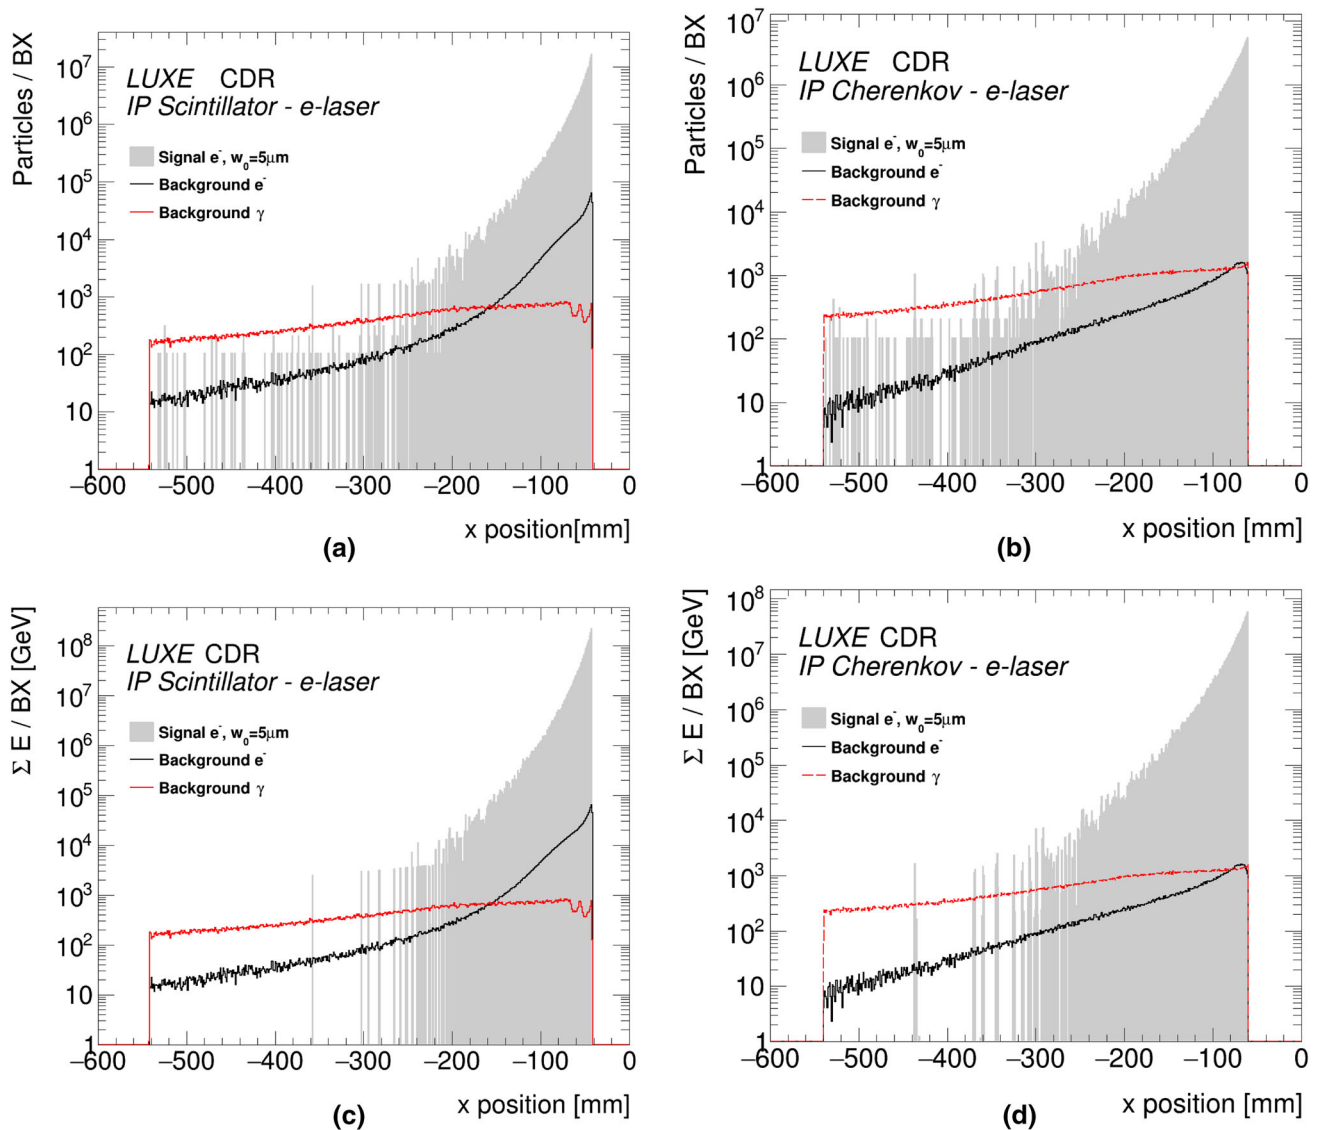 Particles / BX
10⁷
10⁶
10⁵
10⁴
10³
10²
10
1
LUXE CDR
IP Scintillator - e-laser
Signal e⁻, w₀=5μm
Background e⁻
Background γ
−600 −500 −400 −300 −200 −100 0
x position[mm]
(a)
Particles / BX
10⁷
10⁶
10⁵
10⁴
10³
10²
10
1
LUXE CDR
IP Cherenkov - e-laser
Signal e⁻, w₀=5μm
Background e⁻
Background γ
−600 −500 −400 −300 −200 −100 0
x position [mm]
(b)
Σ E / BX [GeV]
10⁸
10⁷
10⁶
10⁵
10⁴
10³
10²
10
1
LUXE CDR
IP Scintillator - e-laser
Signal e⁻, w₀=5μm
Background e⁻
Background γ
−600 −500 −400 −300 −200 −100 0
x position [mm]
(c)
Σ E / BX [GeV]
10⁸
10⁷
10⁶
10⁵
10⁴
10³
10²
10
1
LUXE CDR
IP Cherenkov - e-laser
Signal e⁻, w₀=5μm
Background e⁻
Background γ
−600 −500 −400 −300 −200 −100 0
x position [mm]
(d)